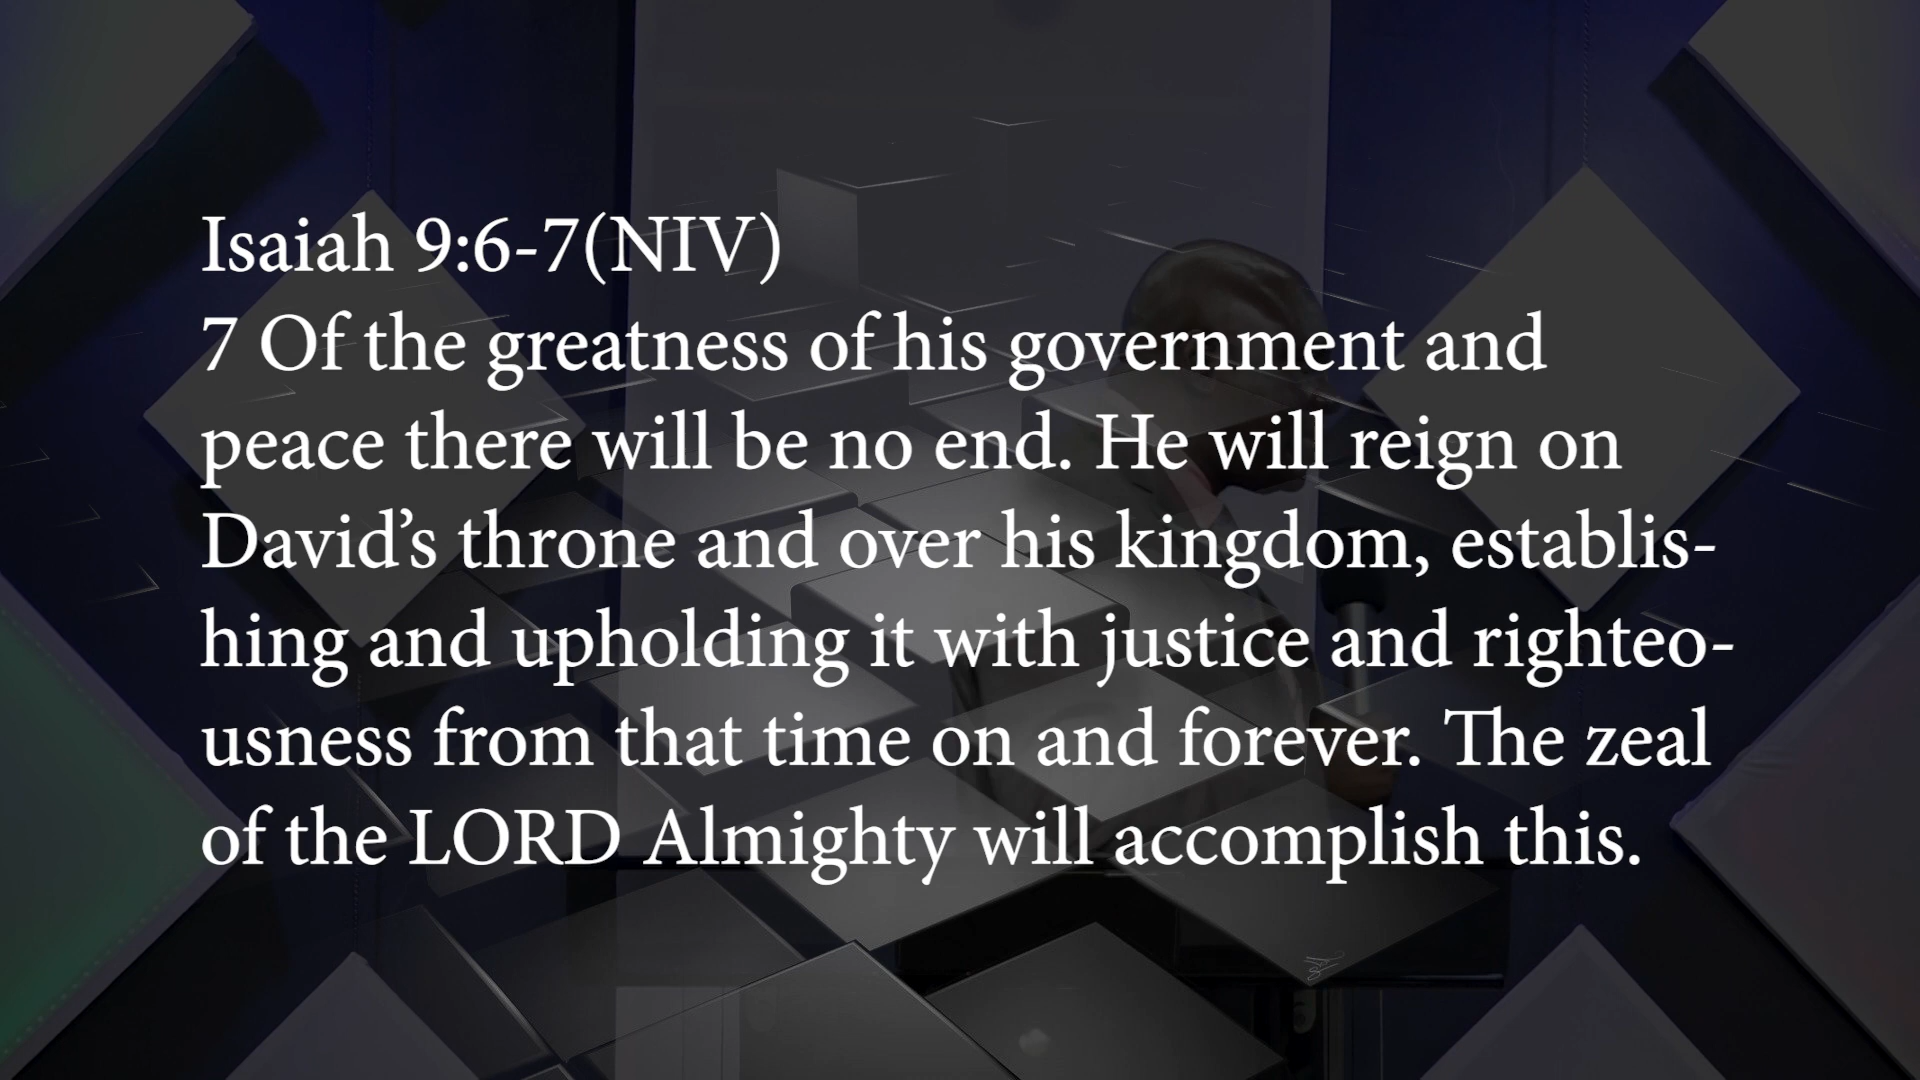 Isaiah 9:6-7(NIV)
7 Of the greatness of his government and
peace there will be no end. He will reign on
David’s throne and over his kingdom, establis-
hing and upholding it with justice and righteo-
usness from that time on and forever. The zeal
of the LORD Almighty will accomplish this.